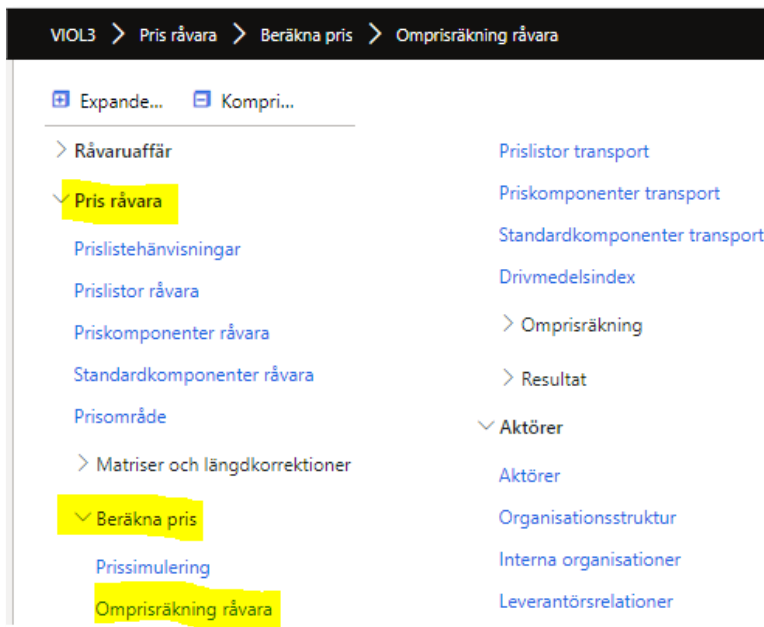 VIOL3 > Pris råvara > Beräkna pris > Omprisräkning råvara
Expande... Kompri...
Råvaruaffär
Pris råvara
Prislistehänvisningar
Prislistor råvara
Priskomponenter råvara
Standardkomponenter råvara
Prisområde
Matriser och längdkorrektioner
Beräkna pris
Prissimulering
Omprisräkning råvara
Prislistor transport
Priskomponenter transport
Standardkomponenter transport
Drivmedelsindex
Omprisräkning
Resultat
Aktörer
Aktörer
Organisationsstruktur
Interna organisationer
Leverantörsrelationer